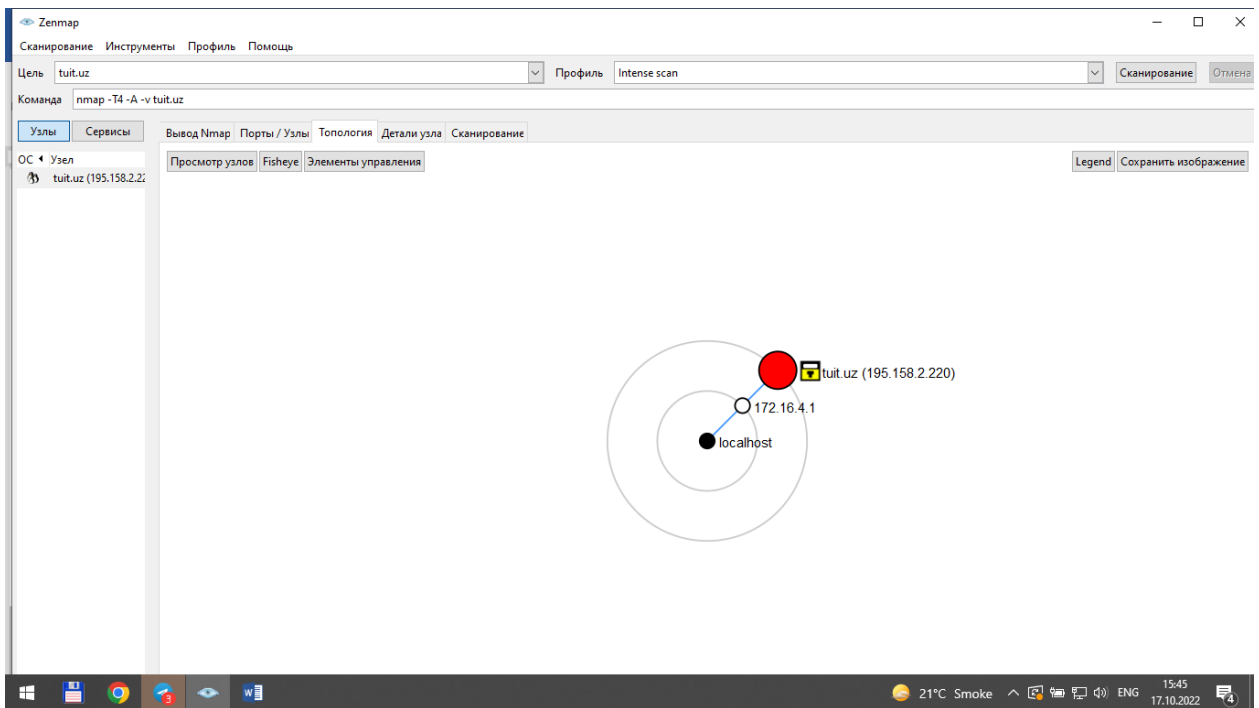 Zenmap
Сканирование Инструменты Профиль Помощь
Цель tuit.uz Профиль Intense scan Сканирование Отмена
Команда nmap -T4 -A -v tuit.uz
Узлы Сервисы Вывод Nmap Порты / Узлы Топология Детали узла Сканирование
ОС Узел Просмотр узлов Fisheye Элементы управления Legend Сохранить изображение
tuit.uz (195.158.2.22
tuit.uz (195.158.2.220)
172.16.4.1
localhost
3 W 21°C Smoke ENG 15:45
17.10.2022 4